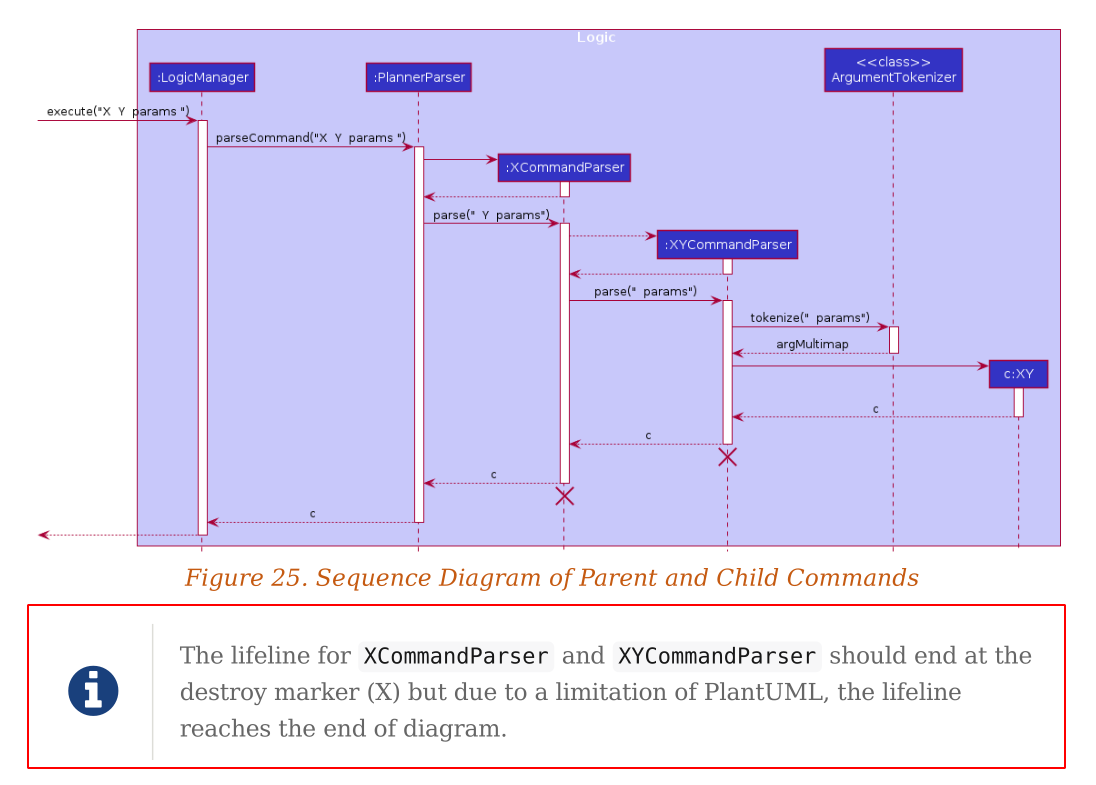 Logic
<<class>>
:LogicManager
:PlannerParser
ArgumentTokenizer
execute("X Y params ")
parseCommand("X Y params ")
:XCommandParser
parse(" Y params")
:XYCommandParser
parse(" params")
tokenize(" params")
argMultimap
c:XY
c
c
c
c
Figure 25. Sequence Diagram of Parent and Child Commands
The lifeline for XCommandParser and XYCommandParser should end at the
destroy marker (X) but due to a limitation of PlantUML, the lifeline
reaches the end of diagram.